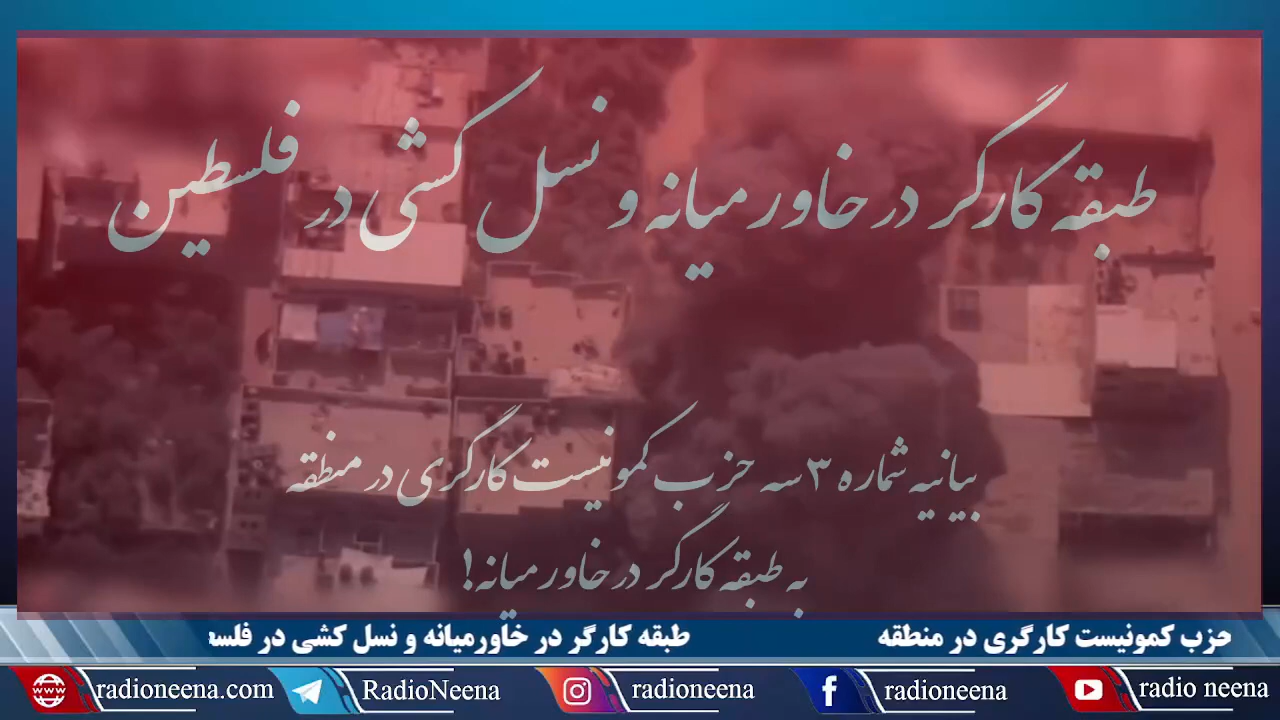 طبقه کارگر در خاورمیانه و نسل کشی در فلسطین
بیانیه شماره ۳ سه حزب کمونیست کارگری در منطقه
به طبقه کارگر در خاورمیانه!
حزب کمونیست کارگری در منطقه طبقه کارگر در خاورمیانه و نسل کشی در فلس
radioneena.com RadioNeena radioneena radioneena radio neena